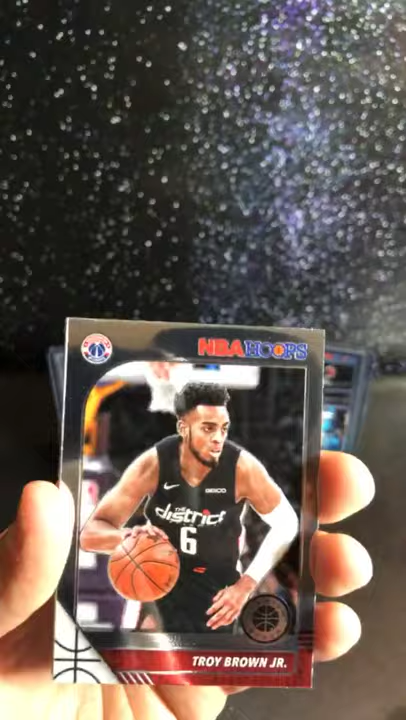 NBA HOOPS
GEICO
THE
district
6
TROY BROWN JR.